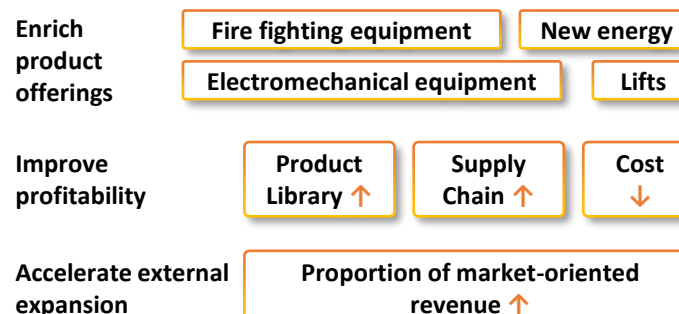 Enrich
product
offerings
Fire fighting equipment
New energy
Electromechanical equipment
Lifts
Improve
profitability
Product
Library ↑
Supply
Chain ↑
Cost
↓
Accelerate external
expansion
Proportion of market-oriented
revenue ↑